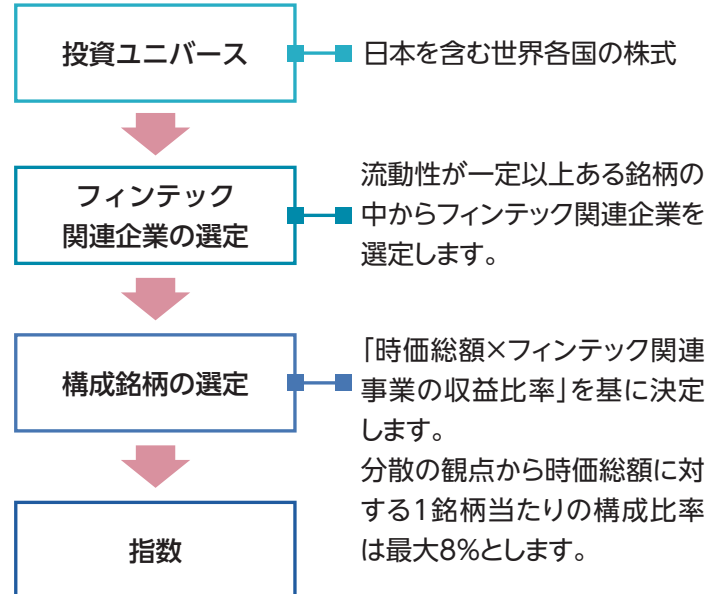 投資ユニバース
日本を含む世界各国の株式
フィンテック
関連企業の選定
流動性が一定以上ある銘柄の
中からフィンテック関連企業を
選定します。
構成銘柄の選定
「時価総額×フィンテック関連
事業の収益比率」を基に決定
します。
分散の観点から時価総額に対
する1銘柄当たりの構成比率
は最大8%とします。
指数